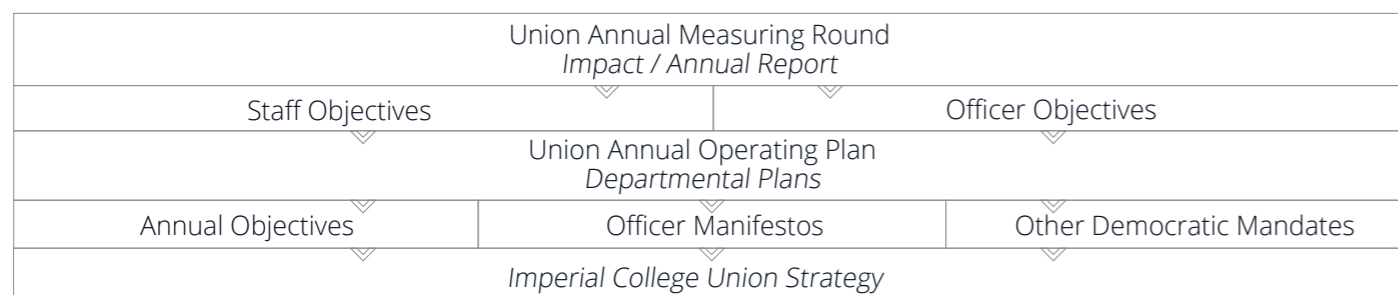 Union Annual Measuring Round
Impact / Annual Report
Staff Objectives
Officer Objectives
Union Annual Operating Plan
Departmental Plans
Annual Objectives
Officer Manifestos
Other Democratic Mandates
Imperial College Union Strategy